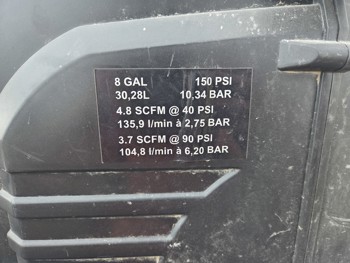 8 GAL 150 PSI
30,28L 10,34 BAR
4.8 SCFM @ 40 PSI
135,9 l/min à 2,75 BAR
3.7 SCFM @ 90 PSI
104,8 l/min à 6,20 BAR